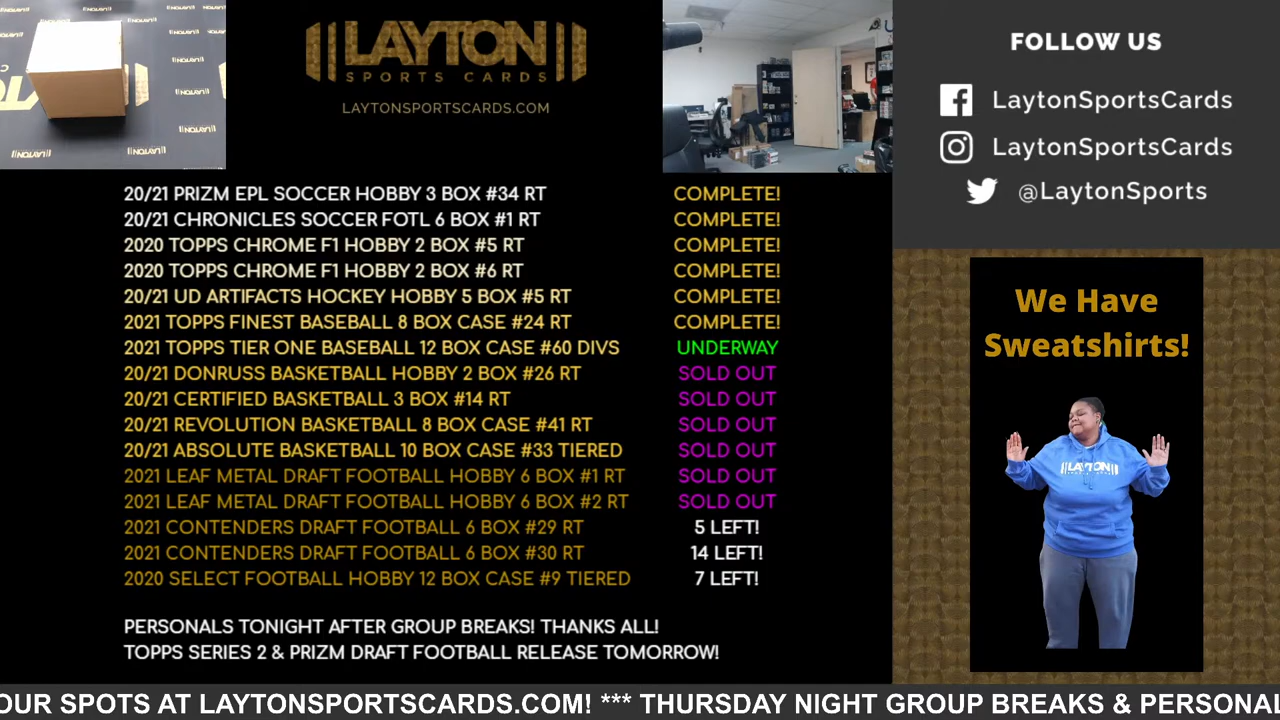 LAYTON
SPORTS CARDS
LAYTONSPORTSCARDS.COM
FOLLOW US
LaytonSportsCards
LaytonSportsCards
@LaytonSports
20/21 PRIZM EPL SOCCER HOBBY 3 BOX #34 RT COMPLETE!
20/21 CHRONICLES SOCCER FOTL 6 BOX #1 RT COMPLETE!
2020 TOPPS CHROME F1 HOBBY 2 BOX #5 RT COMPLETE!
2020 TOPPS CHROME F1 HOBBY 2 BOX #6 RT COMPLETE!
20/21 UD ARTIFACTS HOCKEY HOBBY 5 BOX #5 RT COMPLETE!
2021 TOPPS FINEST BASEBALL 8 BOX CASE #24 RT COMPLETE!
2021 TOPPS TIER ONE BASEBALL 12 BOX CASE #60 DIVS UNDERWAY
20/21 DONRUSS BASKETBALL HOBBY 2 BOX #26 RT SOLD OUT
20/21 CERTIFIED BASKETBALL 3 BOX #14 RT SOLD OUT
20/21 REVOLUTION BASKETBALL 8 BOX CASE #41 RT SOLD OUT
20/21 ABSOLUTE BASKETBALL 10 BOX CASE #33 TIERED SOLD OUT
2021 LEAF METAL DRAFT FOOTBALL HOBBY 6 BOX #1 RT SOLD OUT
2021 LEAF METAL DRAFT FOOTBALL HOBBY 6 BOX #2 RT SOLD OUT
2021 CONTENDERS DRAFT FOOTBALL 6 BOX #29 RT 5 LEFT!
2021 CONTENDERS DRAFT FOOTBALL 6 BOX #30 RT 14 LEFT!
2020 SELECT FOOTBALL HOBBY 12 BOX CASE #9 TIERED 7 LEFT!
PERSONALS TONIGHT AFTER GROUP BREAKS! THANKS ALL!
TOPPS SERIES 2 & PRIZM DRAFT FOOTBALL RELEASE TOMORROW!
We Have
Sweatshirts!
LAYTON
OUR SPOTS AT LAYTONSPORTSCARDS.COM! *** THURSDAY NIGHT GROUP BREAKS & PERSONAL